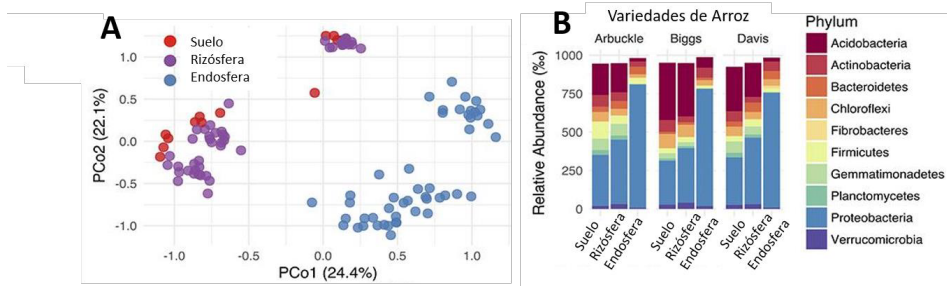 A
Suelo
Rizósfera
Endosfera
PCo2 (22.1%)
1.0
0.5
0.0
-0.5
-1.0
-1.0
0.0
0.5
1.0
PCo1 (24.4%)
B
Variedades de Arroz
Arbuckle Biggs Davis
Relative Abundance (‰)
1000
750
500
250
0
Suelo Rizósfera Endosfera Suelo Rizósfera Endosfera Suelo Rizósfera Endosfera
Phylum
Acidobacteria
Actinobacteria
Bacteroidetes
Chloroflexi
Fibrobacteres
Firmicutes
Gemmatimonadetes
Planctomycetes
Proteobacteria
Verrucomicrobia